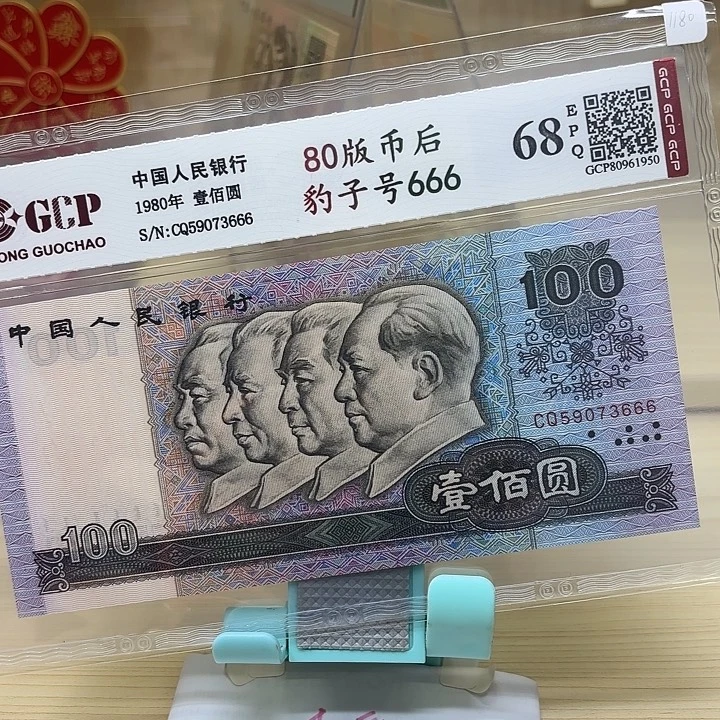 1180
GCP
ONG GUOCHAO
中国人民银行
1980年 壹佰圆
S/N:CQ59073666
80版币后
豹子号666
68
EPQ
GCP80961950
GCP GCP GCP
中国人民银行
100
CQ59073666
壹佰圆
100